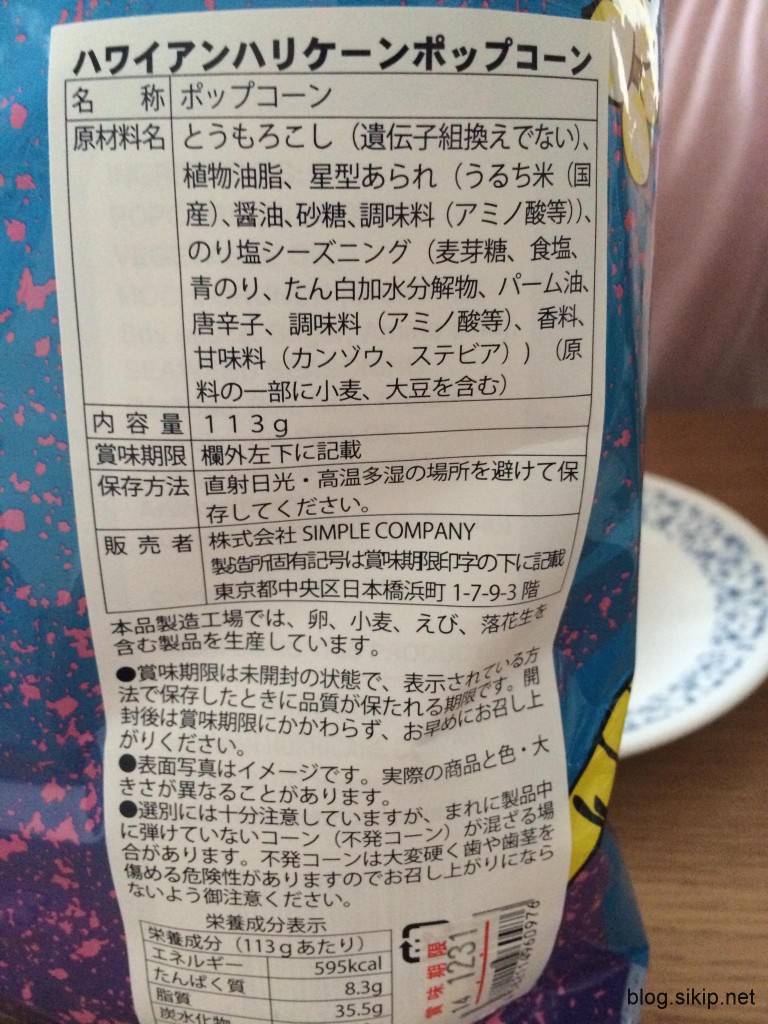 ハワイアンハリケーンポップコーン
名 称 ポップコーン
原材料名 とうもろこし（遺伝子組換えでない）、
植物油脂、星型あられ（うるち米（国
産）、醤油、砂糖、調味料（アミノ酸等））、
のり塩シーズニング（麦芽糖、食塩、
青のり、たん白加水分解物、パーム油、
唐辛子、調味料（アミノ酸等）、香料、
甘味料（カンゾウ、ステビア））（原
料の一部に小麦、大豆を含む）
内容量 113g
賞味期限 欄外左下に記載
保存方法 直射日光・高温多湿の場所を避けて保
存してください。
販売者 株式会社 SIMPLE COMPANY
製造所固有記号は賞味期限印字の下に記載
東京都中央区日本橋浜町 1-7-9-3 階
本品製造工場では、卵、小麦、えび、落花生を
含む製品を生産しています。
●賞味期限は未開封の状態で、表示されている方
法で保存したときに品質が保たれる期限です。開
封後は賞味期限にかかわらず、お早めにお召し上
がりください。
●表面写真はイメージです。実際の商品と色・大
きさが異なることがあります。
●選別には十分注意していますが、まれに製品中
に弾けていないコーン（不発コーン）が混ざる場
合があります。不発コーンは大変硬く歯や歯茎を
傷める危険性がありますのでお召し上がりになら
ないよう御注意ください。
栄養成分表示
栄養成分（113gあたり）
エネルギー 595kcal
たんぱく質 8.3g
脂質 35.5g
炭水化物
賞味期限
14 1231
blog.sikip.net